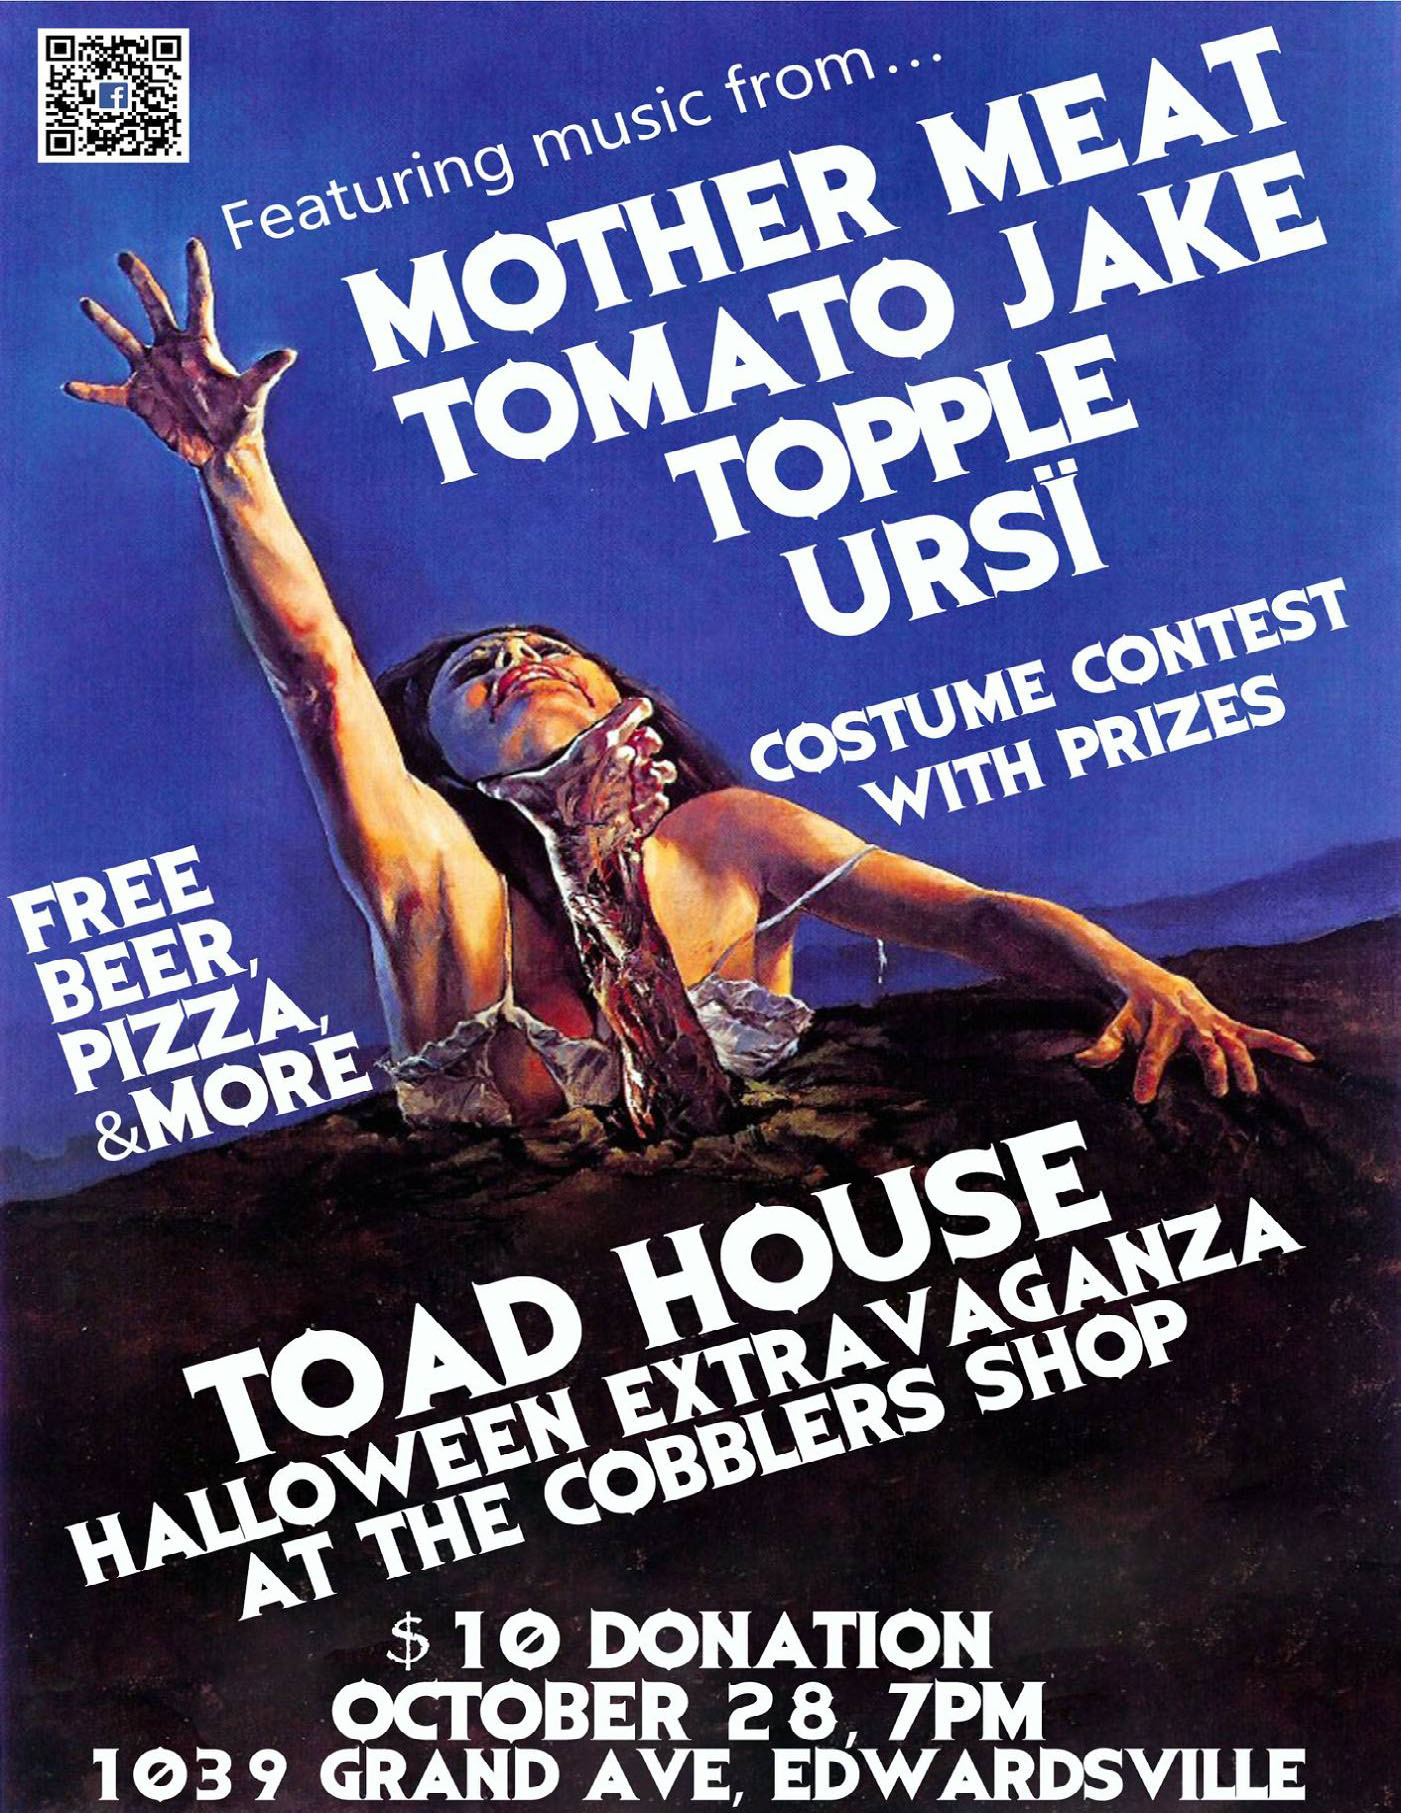 Featuring music from...
MOTHER MEAT
TOMATO JAKE
TOPPLE
URSÏ
COSTUME CONTEST
WITH PRIZES
FREE
BEER,
PIZZA,
&MORE
TOAD HOUSE
HALLOWEEN EXTRAVAGANZA
AT THE COBBLERS SHOP
$ 10 DONATION
OCTOBER 28, 7PM
1039 GRAND AVE, EDWARDSVILLE